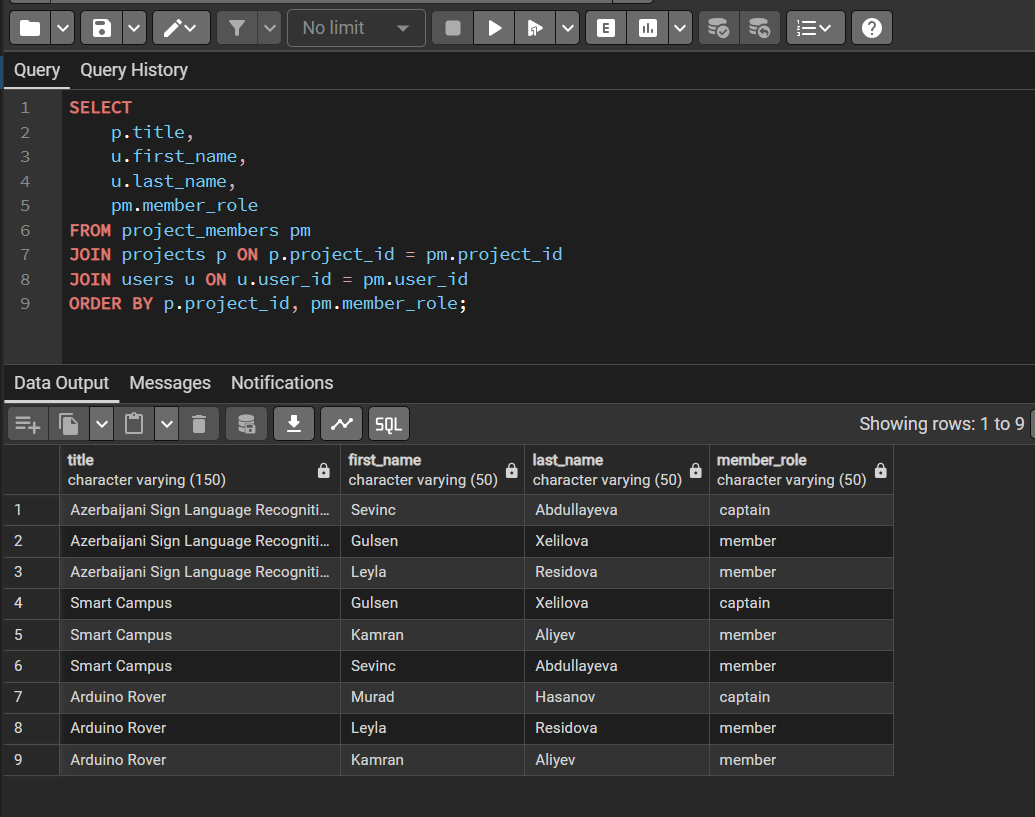 No limit
E
SQL
Query Query History
1 SELECT
2 p.title,
3 u.first_name,
4 u.last_name,
5 pm.member_role
6 FROM project_members pm
7 JOIN projects p ON p.project_id = pm.project_id
8 JOIN users u ON u.user_id = pm.user_id
9 ORDER BY p.project_id, pm.member_role;
Data Output Messages Notifications
Showing rows: 1 to 9
title first_name last_name member_role
character varying (150) character varying (50) character varying (50) character varying (50)
1 Azerbaijani Sign Language Recogniti... Sevinc Abdullayeva captain
2 Azerbaijani Sign Language Recogniti... Gulsen Xelilova member
3 Azerbaijani Sign Language Recogniti... Leyla Residova member
4 Smart Campus Gulsen Xelilova captain
5 Smart Campus Kamran Aliyev member
6 Smart Campus Sevinc Abdullayeva member
7 Arduino Rover Murad Hasanov captain
8 Arduino Rover Leyla Residova member
9 Arduino Rover Kamran Aliyev member